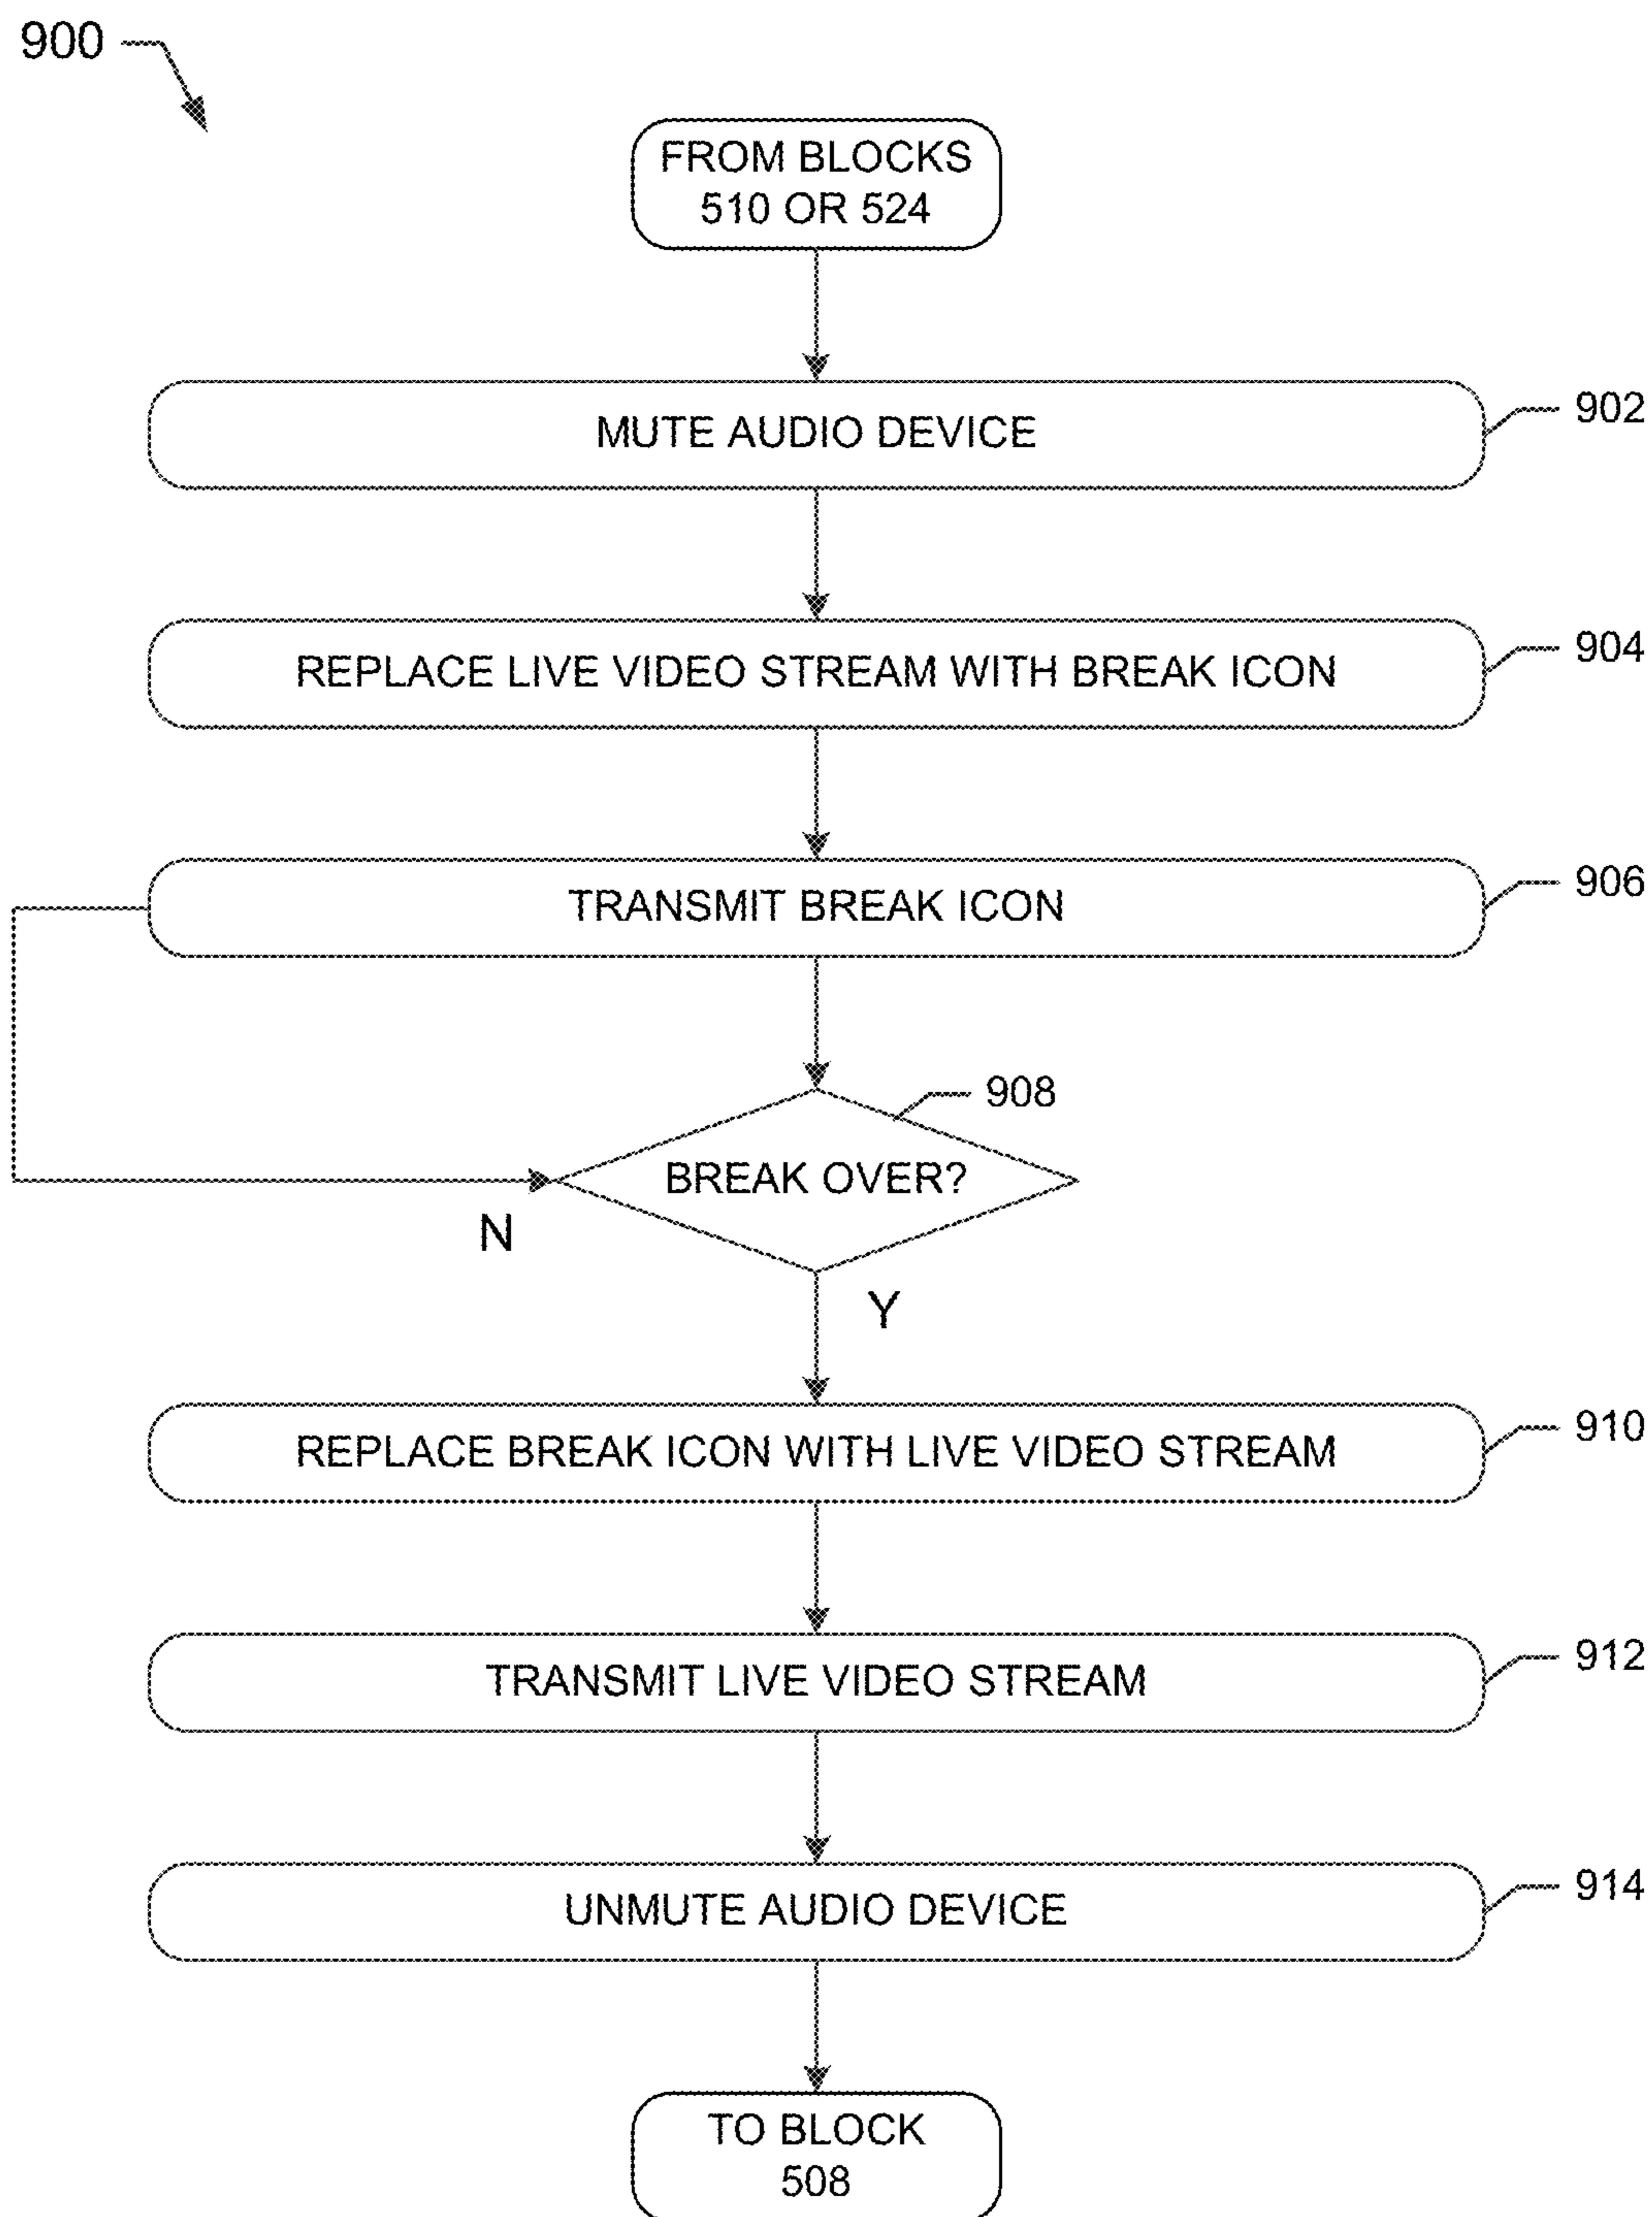 900
FROM BLOCKS
510 OR 524
MUTE AUDIO DEVICE
902
REPLACE LIVE VIDEO STREAM WITH BREAK ICON
904
TRANSMIT BREAK ICON
906
908
BREAK OVER?
N
Y
REPLACE BREAK ICON WITH LIVE VIDEO STREAM
910
TRANSMIT LIVE VIDEO STREAM
912
UNMUTE AUDIO DEVICE
914
TO BLOCK
508